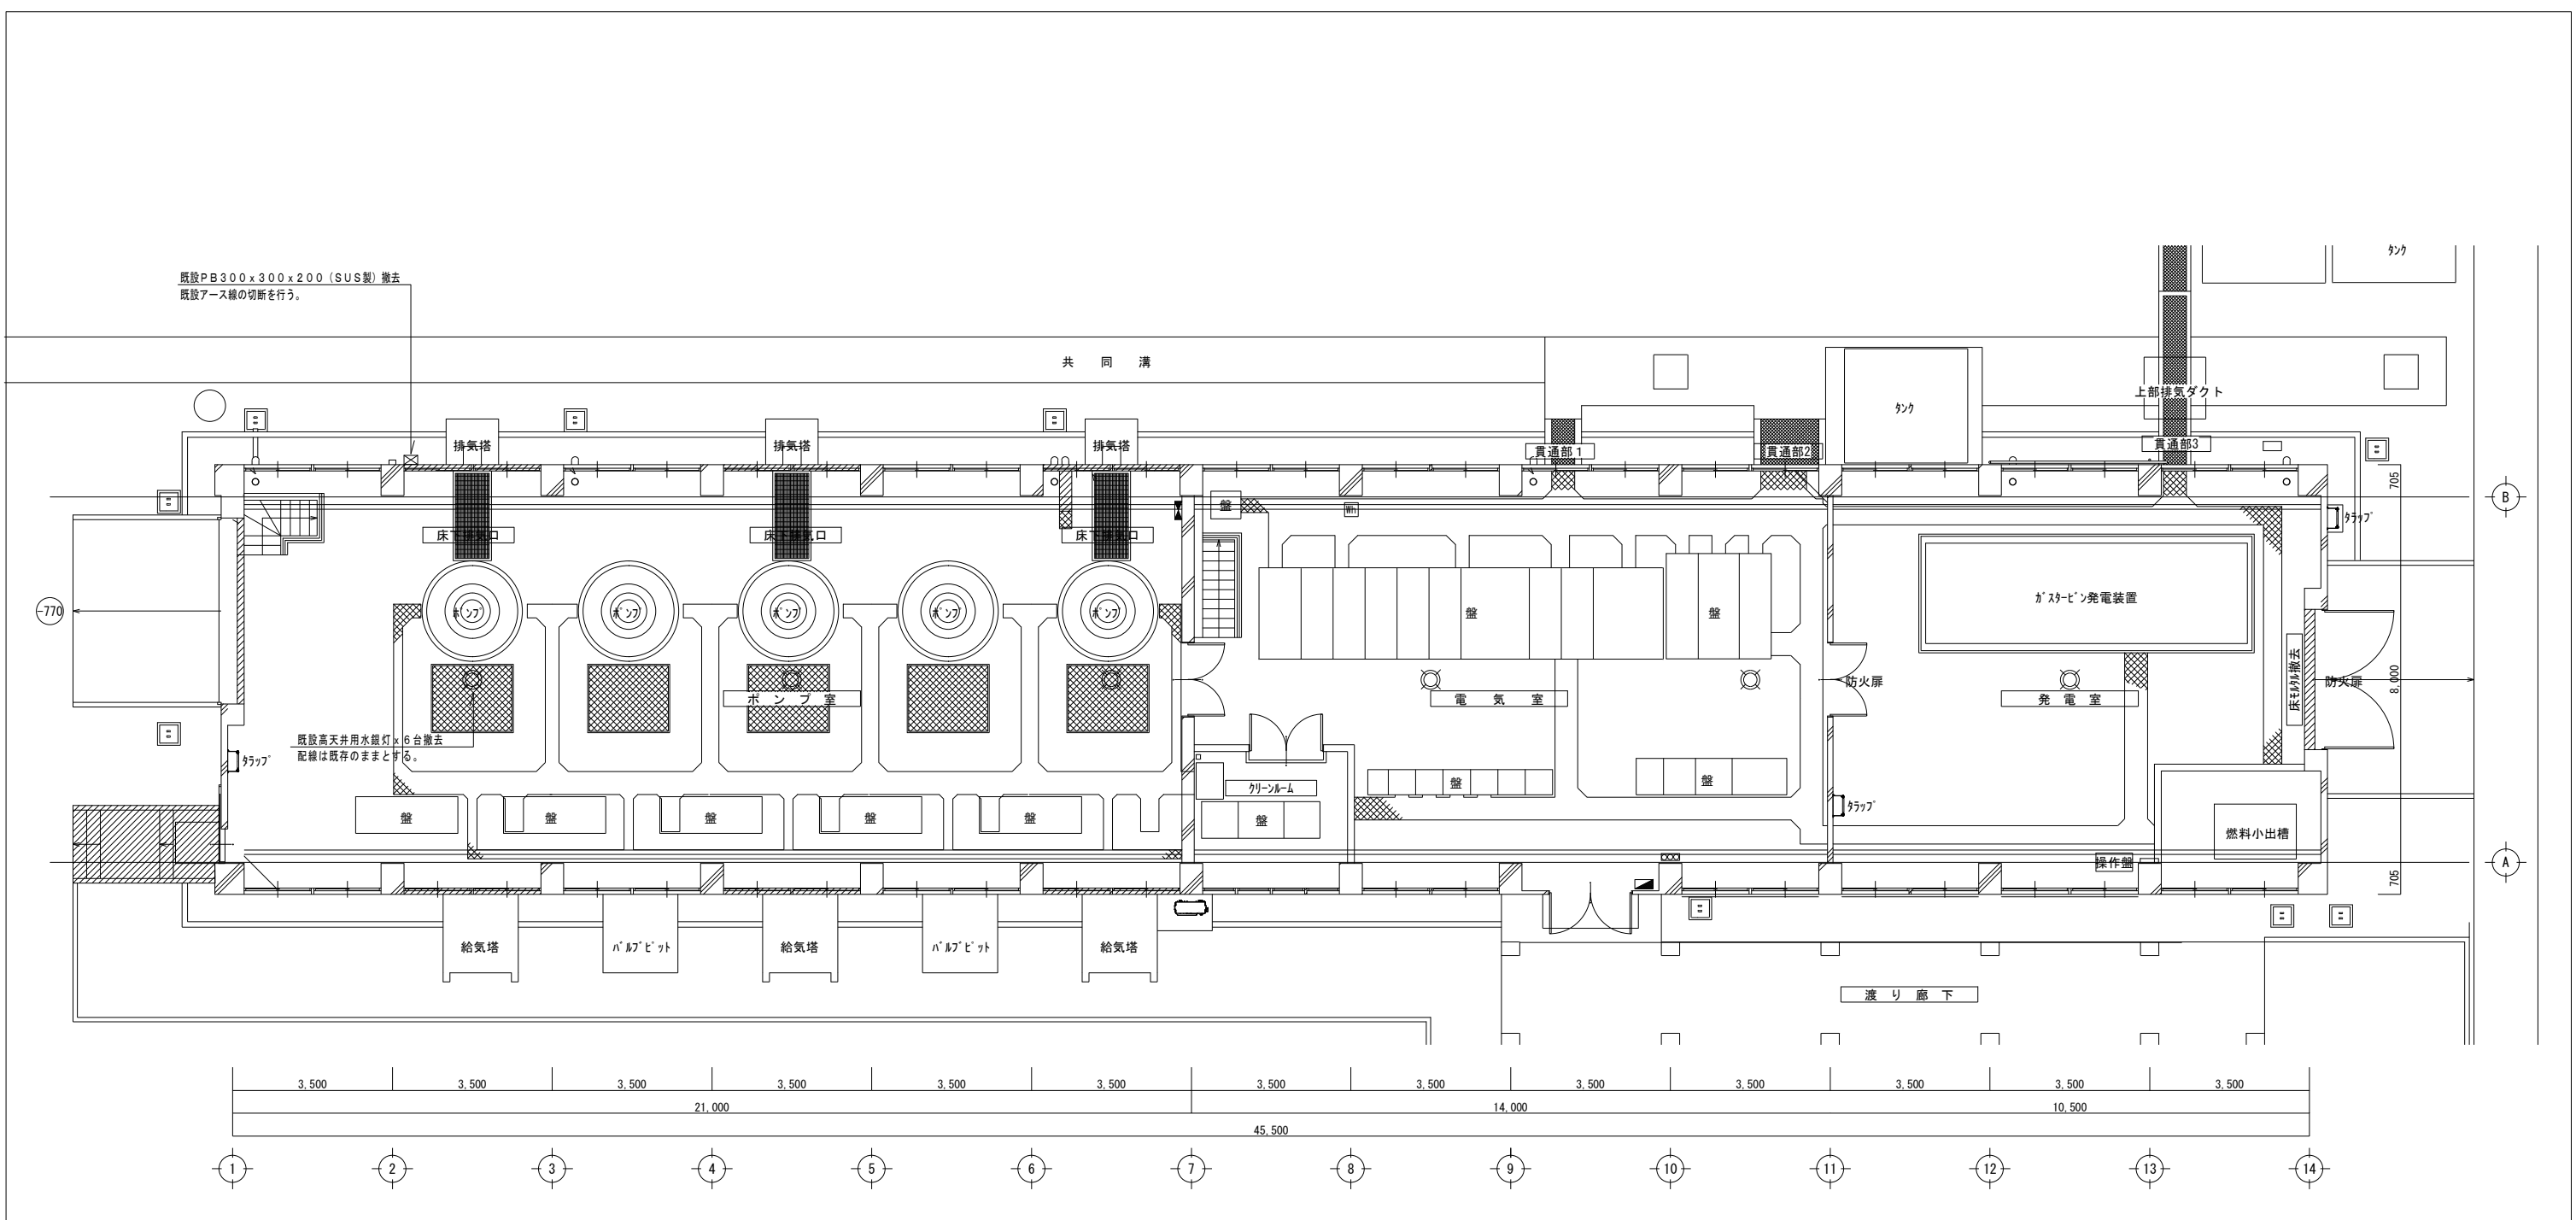 タンク
既設ＰＢ３００ｘ３００ｘ２００（ＳＵＳ製）撤去
既設アース線の切断を行う。
共 同 溝
上部排気ダクト
タンク
排気塔
排気塔
排気塔
貫通部１
貫通部2
貫通部3
705
B
盤
Wh
タラップ
床下排気口
床下排気口
床下排気口
-770
ポンプ
ポンプ
ポンプ
ポンプ
ポンプ
盤
盤
ガスタービン発電装置
防火扉
床モルタル撤去
防火扉
8,000
ポ ン プ 室
電 気 室
発 電 室
既設高天井用水銀灯ｘ６台撤去
配線は既存のままとする。
タラップ
クリーンルーム
盤
盤
タラップ
盤
盤
盤
盤
盤
盤
燃料小出槽
操作盤
A
705
給気塔
バルブピット
給気塔
バルブピット
給気塔
渡 り 廊 下
3,500
3,500
3,500
3,500
3,500
3,500
3,500
3,500
3,500
3,500
3,500
3,500
3,500
21,000
14,000
10,500
45,500
1
2
3
4
5
6
7
8
9
10
11
12
13
14